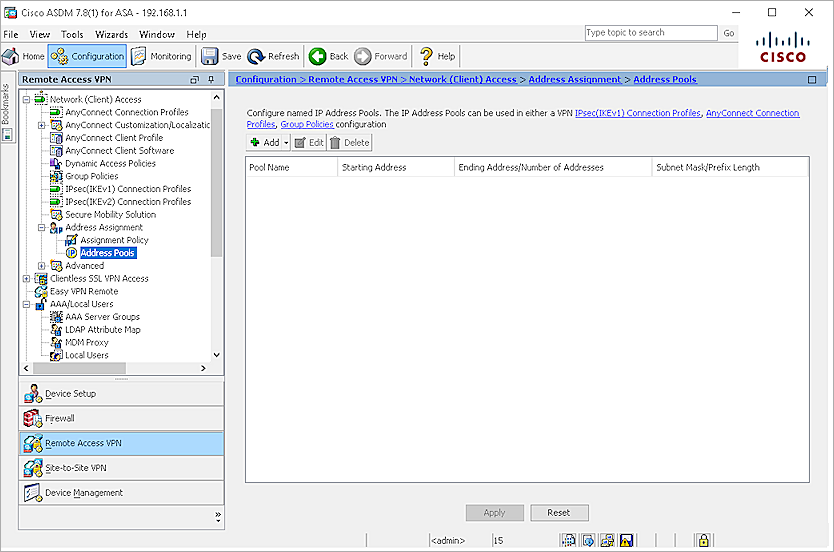 Cisco ASDM 7.8(1) for ASA - 192.168.1.1
File View Tools Wizards Window Help
Type topic to search Go
Home Configuration Monitoring Save Refresh Back Forward Help
CISCO
Bookmarks
Remote Access VPN
Network (Client) Access
AnyConnect Connection Profiles
AnyConnect Customization/Localizatic
AnyConnect Client Profile
AnyConnect Client Software
Dynamic Access Policies
Group Policies
IPsec(IKEv1) Connection Profiles
IPsec(IKEv2) Connection Profiles
Secure Mobility Solution
Address Assignment
Assignment Policy
IP Address Pools
Advanced
Clientless SSL VPN Access
Easy VPN Remote
AAA/Local Users
AAA Server Groups
LDAP Attribute Map
MDM Proxy
Local Users
Device Setup
Firewall
Remote Access VPN
Site-to-Site VPN
Device Management
Configuration > Remote Access VPN > Network (Client) Access > Address Assignment > Address Pools
Configure named IP Address Pools. The IP Address Pools can be used in either a VPN IPsec(IKEv1) Connection Profiles, AnyConnect Connection
Profiles, Group Policies configuration
Add Edit Delete
Pool Name Starting Address Ending Address/Number of Addresses Subnet Mask/Prefix Length
Apply Reset
<admin> 15